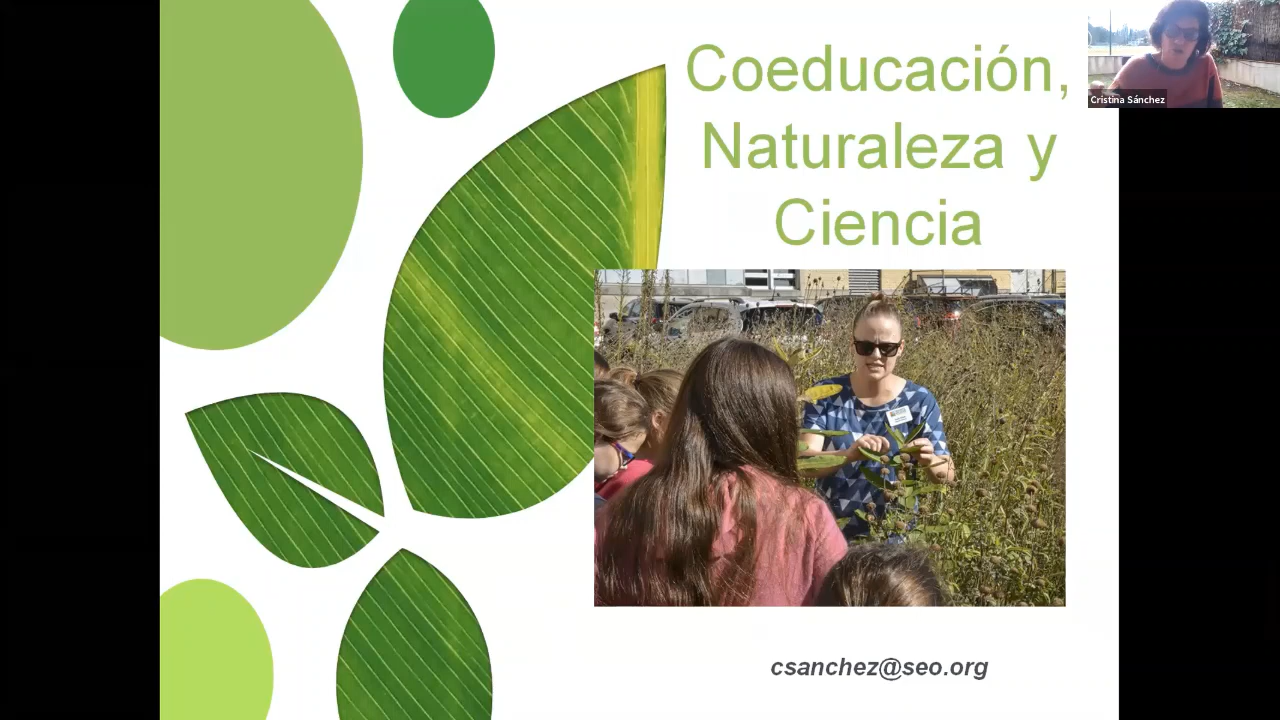 Coeducación,
Naturaleza y
Ciencia
Cristina Sánchez
csanchez@seo.org